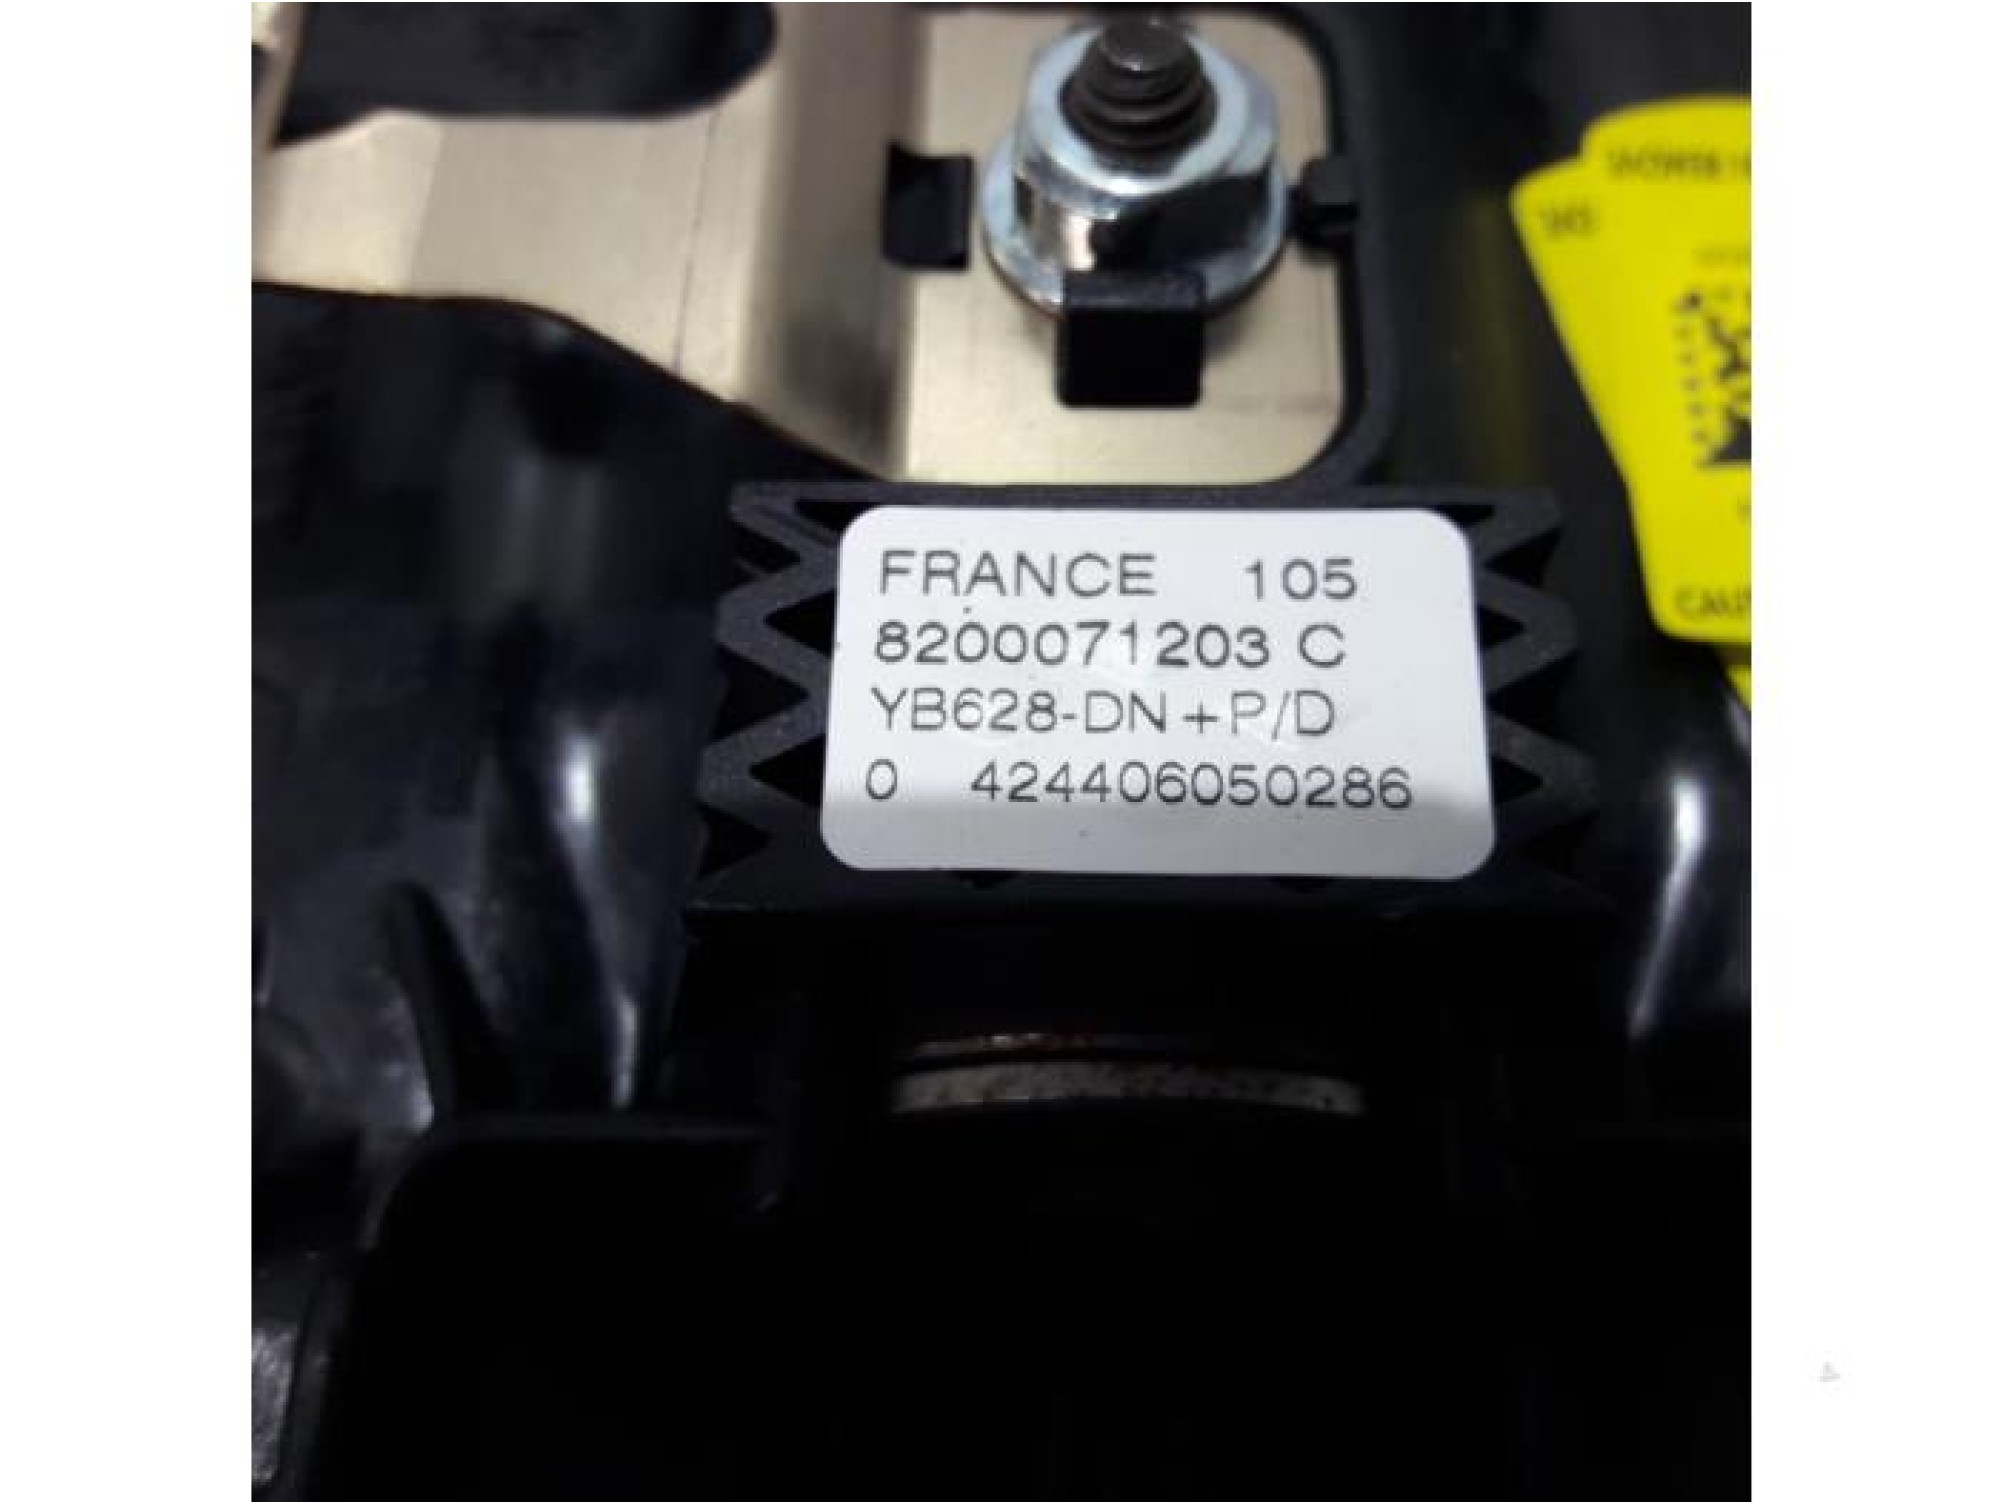 FRANCE 105
8200071203 C
YB628-DN+P/D
0 424406050286